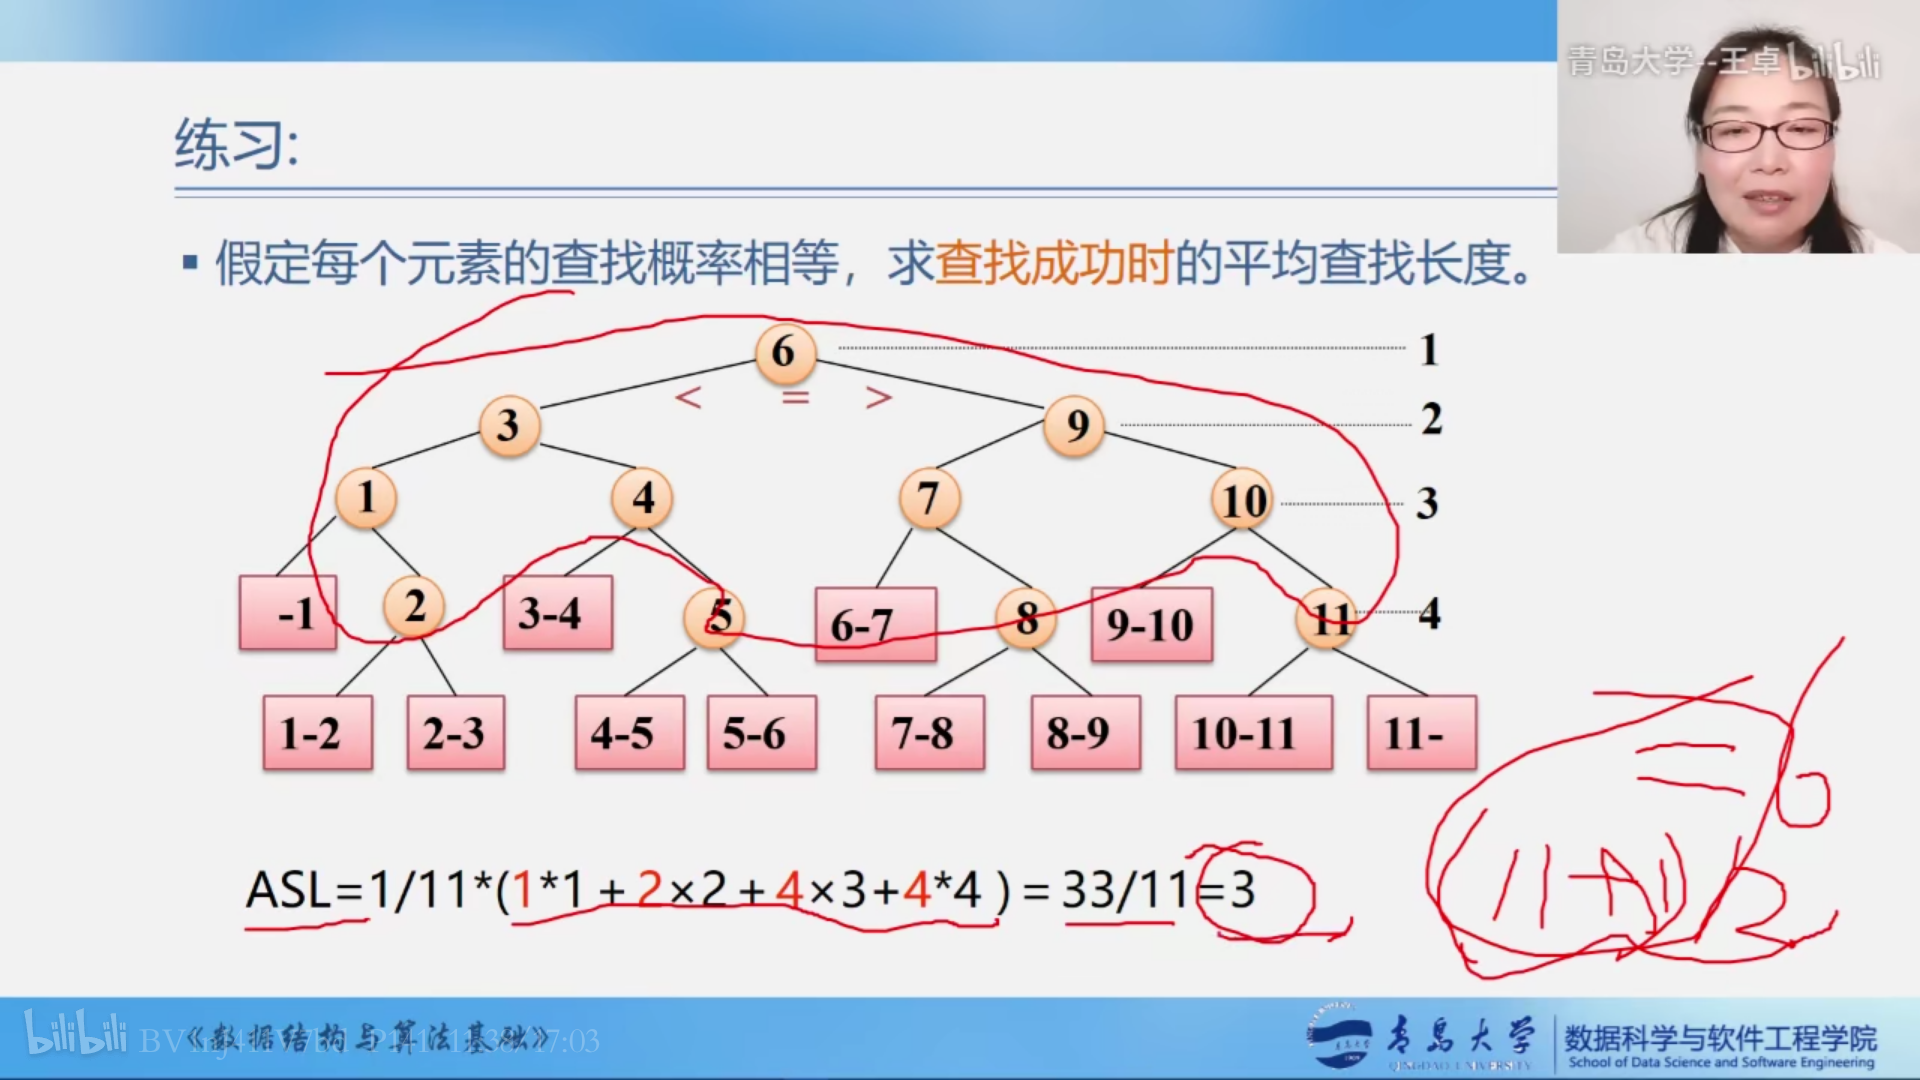 青岛大学--王卓 bilibili
练习:
▪ 假定每个元素的查找概率相等，求查找成功时的平均查找长度。
6 1
< = >
3 9 2
1 4 7 10 3
-1 2 3-4 5 6-7 8 9-10 11 4
1-2 2-3 4-5 5-6 7-8 8-9 10-11 11-
ASL=1/11*(1*1+2×2+4×3+4*4)=33/11=3
bilibili
《数据结构与算法基础》
17:03
青岛大学
QINGDAO UNIVERSITY
数据科学与软件工程学院
School of Data Science and Software Engineering